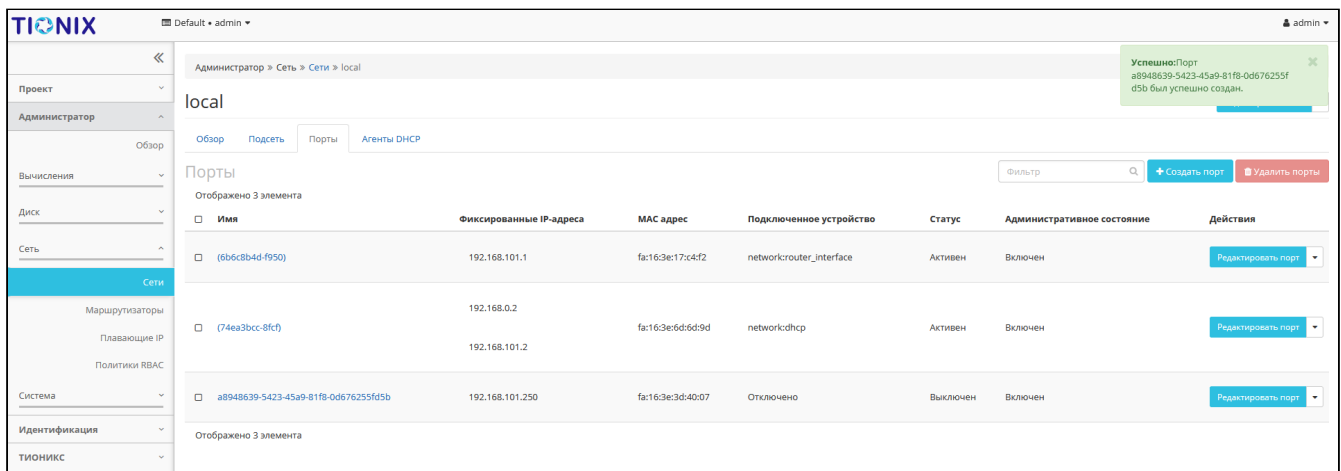 TIONIX
Default • admin
admin
Администратор » Сеть » Сети » local
Успешно:Порт
a8948639-5423-45a9-81f8-0d676255f
d5b был успешно создан.
Проект
Администратор
Обзор
Вычисления
Диск
Сеть
Сети
Маршрутизаторы
Плавающие IP
Политики RBAC
Система
Идентификация
ТИОНИКС
local
Обзор Подсеть Порты Агенты DHCP
Порты
Фильтр
Создать порт
Удалить порты
Отображено 3 элемента
Имя Фиксированные IP-адреса MAC адрес Подключенное устройство Статус Административное состояние Действия
(6b6c8b4d-f950) 192.168.101.1 fa:16:3e:17:c4:f2 network:router_interface Активен Включен Редактировать порт
192.168.0.2
(74ea3bcc-8fcf) fa:16:3e:6d:6d:9d network:dhcp Активен Включен Редактировать порт
192.168.101.2
a8948639-5423-45a9-81f8-0d676255fd5b 192.168.101.250 fa:16:3e:3d:40:07 Отключено Выключен Включен Редактировать порт
Отображено 3 элемента